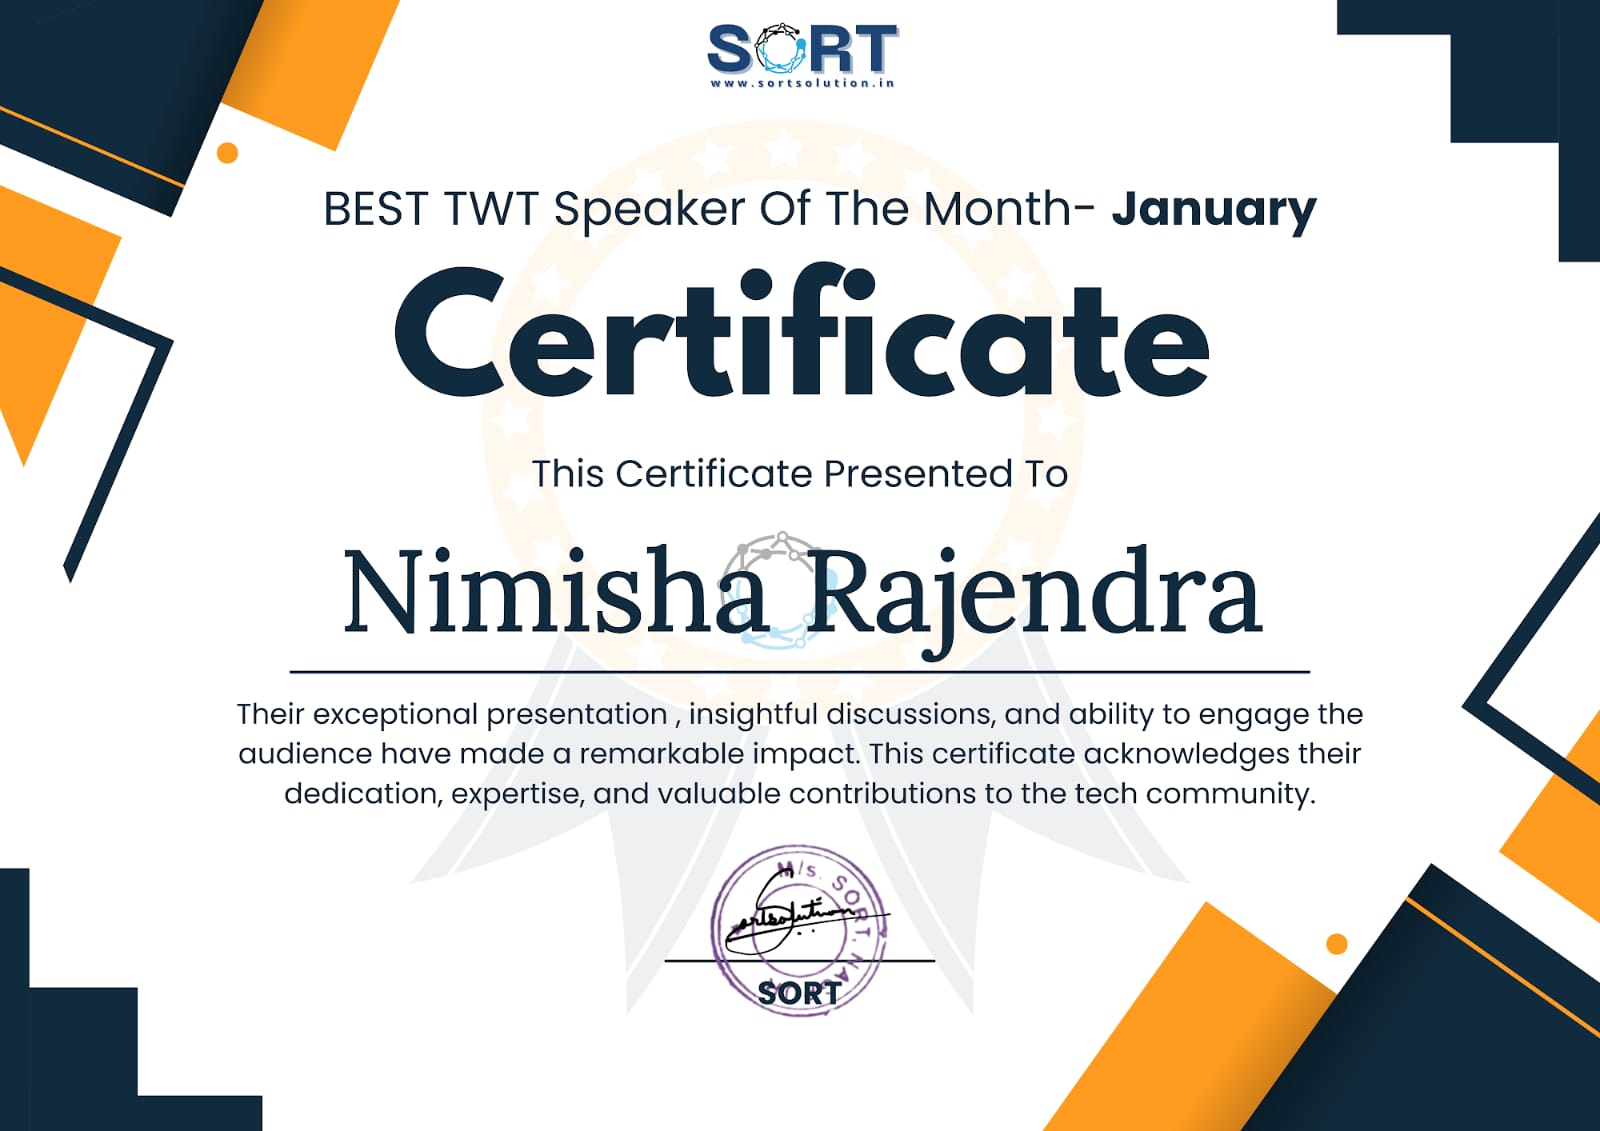 SORT
www.sortsolution.in
BEST TWT Speaker Of The Month- January
Certificate
This Certificate Presented To
Nimisha Rajendra
Their exceptional presentation , insightful discussions, and ability to engage the
audience have made a remarkable impact. This certificate acknowledges their
dedication, expertise, and valuable contributions to the tech community.
M/s. SORT.
sortsolution
SORT